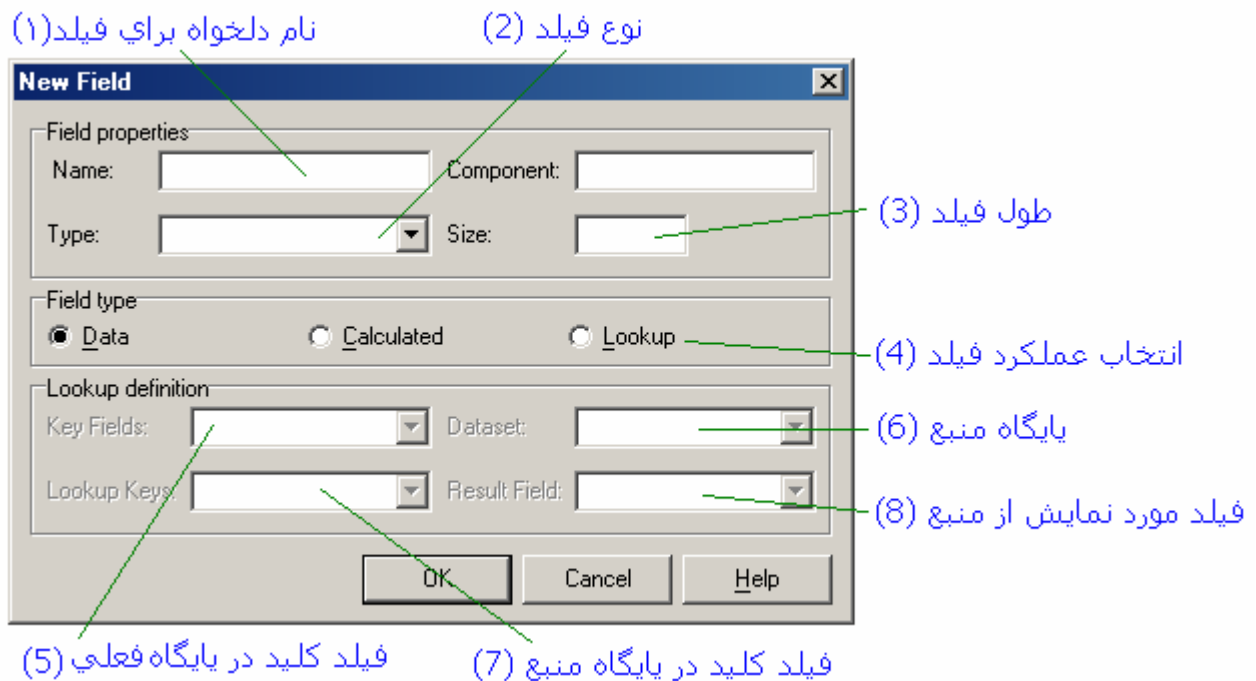 نام دلخواه براي فيلد(۱)
نوع فيلد (2)
New Field
Field properties
Name:
Component:
Type:
Size:
طول فيلد (3)
Field type
Data
Calculated
Lookup
انتخاب عملكرد فيلد (4)
Lookup definition
Key Fields:
Dataset:
پايگاه منبع (6)
Lookup Keys:
Result Field:
فيلد مورد نمايش از منبع (8)
OK
Cancel
Help
فيلد كليد در پايگاه فعلي (5)
فيلد كليد در پايگاه منبع (7)